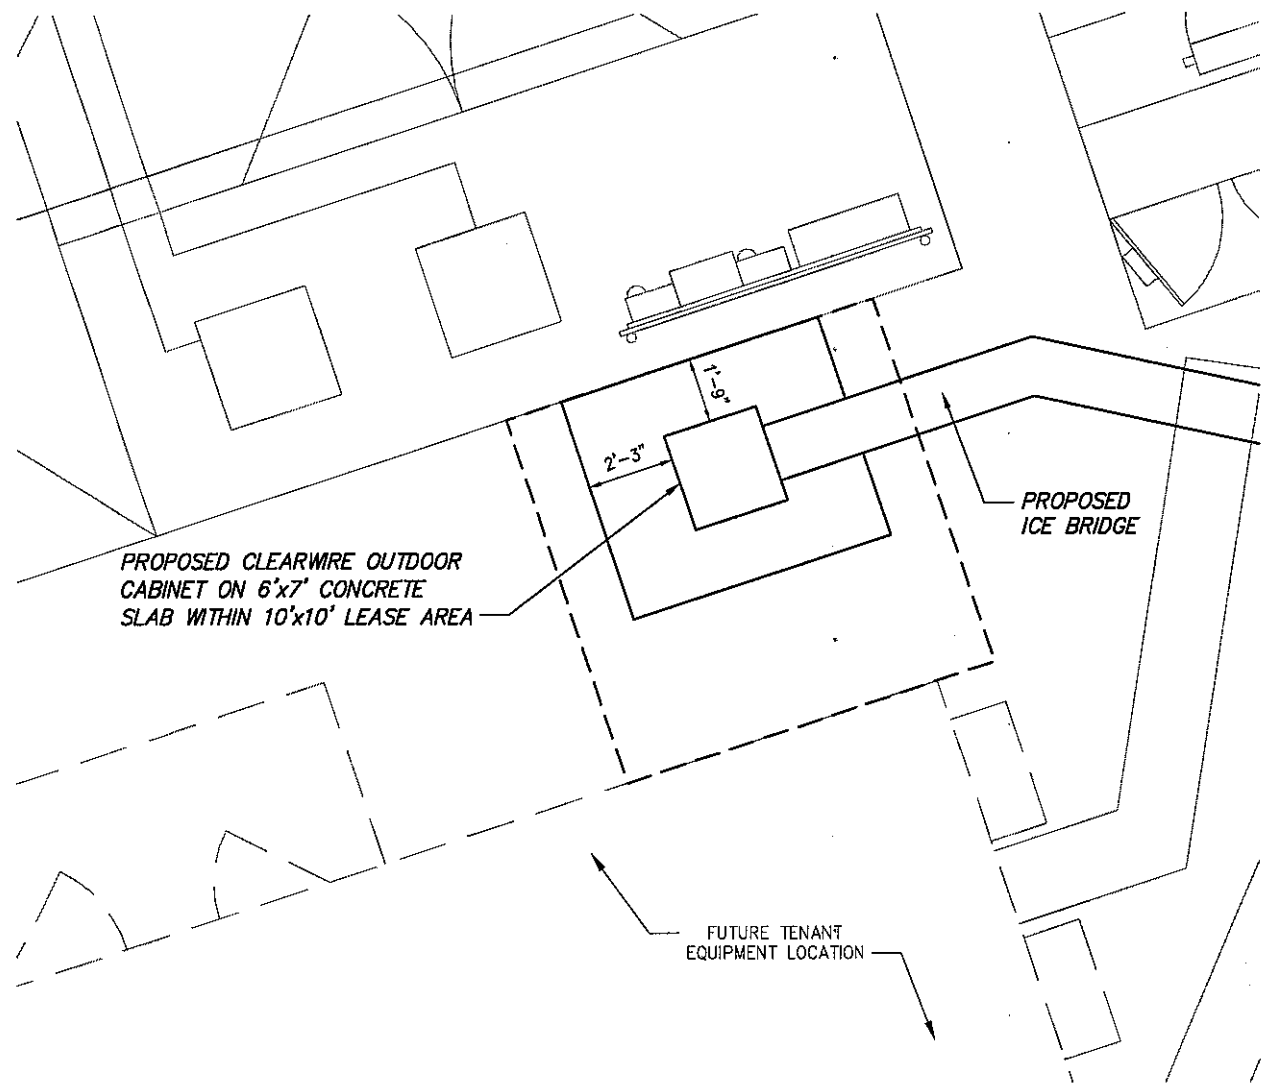 1'-9"
2'-3"
PROPOSED
ICE BRIDGE
PROPOSED CLEARWIRE OUTDOOR
CABINET ON 6'x7' CONCRETE
SLAB WITHIN 10'x10' LEASE AREA
FUTURE TENANT
EQUIPMENT LOCATION